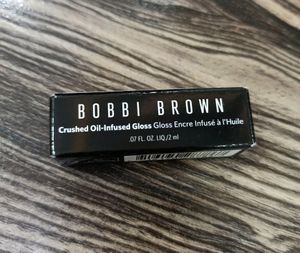 BOBBI BROWN
Crushed Oil-Infused Gloss Gloss Encre Infusé à l'Huile
.07 FL. OZ. LIQ/2 ml